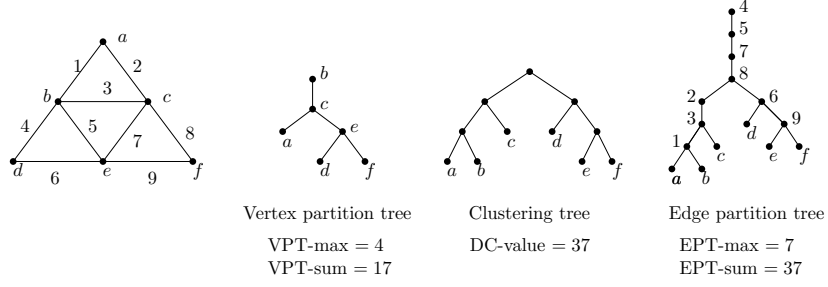 a
1
2
b
3
c
4
5
7
8
d
6
e
9
f
b
c
a
e
d
f
c
d
a
b
e
f
4
5
7
8
2
6
3
9
1
d
c
e
f
a
b
Vertex partition tree
VPT-max = 4
VPT-sum = 17
Clustering tree
DC-value = 37
Edge partition tree
EPT-max = 7
EPT-sum = 37